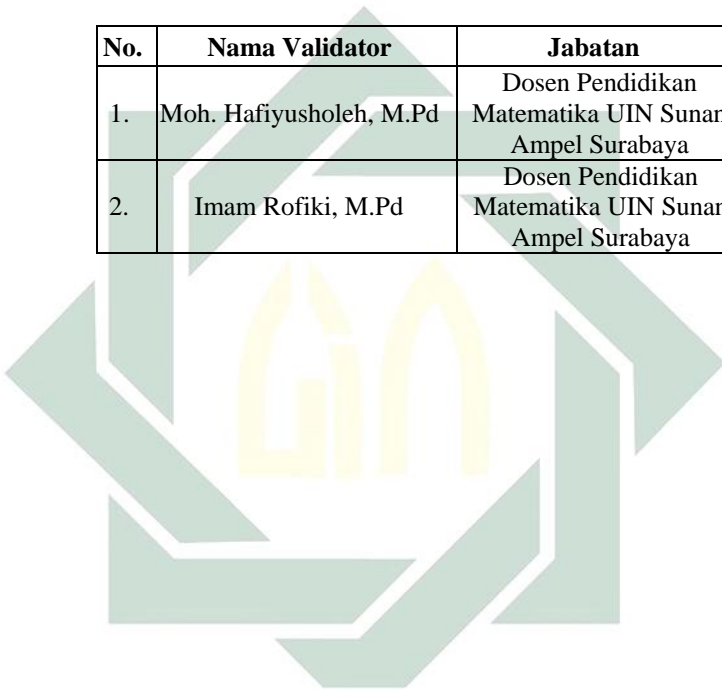 No. Nama Validator Jabatan
1. Moh. Hafiyusholeh, M.Pd Dosen Pendidikan
Matematika UIN Sunan
Ampel Surabaya
2. Imam Rofiki, M.Pd Dosen Pendidikan
Matematika UIN Sunan
Ampel Surabaya